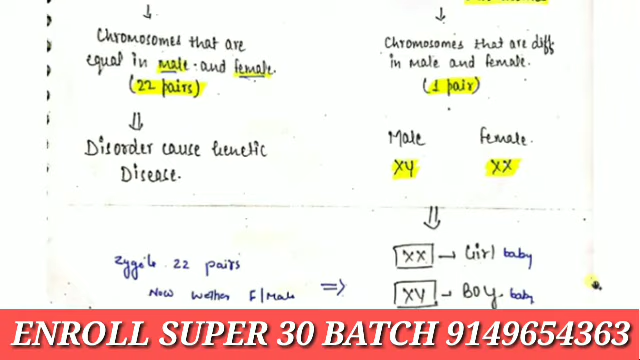 Chromosomes that are
equal in male and female.
(22 pairs)
Disorder cause Genetic
Disease.
Chromosomes that are diff
in male and female.
(1 pair)
Male Female.
XY XX
XX → Girl baby
XY → Boy baby
zygote 22 pairs
Now wether F/Male ⇒
ENROLL SUPER 30 BATCH 9149654363